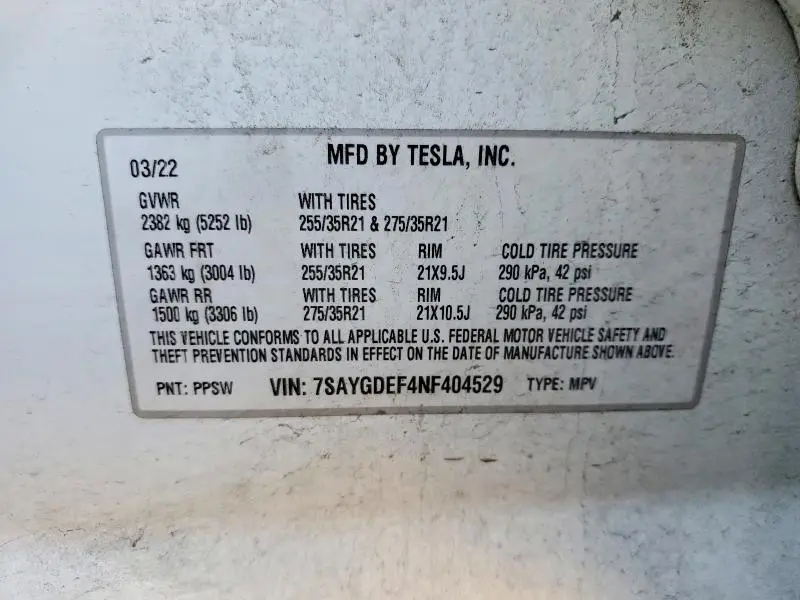 03/22 MFD BY TESLA, INC.
GVWR WITH TIRES
2382 kg (5252 lb) 255/35R21 & 275/35R21
GAWR FRT WITH TIRES RIM COLD TIRE PRESSURE
1363 kg (3004 lb) 255/35R21 21X9.5J 290 kPa, 42 psi
GAWR RR WITH TIRES RIM COLD TIRE PRESSURE
1500 kg (3306 lb) 275/35R21 21X10.5J 290 kPa, 42 psi
THIS VEHICLE CONFORMS TO ALL APPLICABLE U.S. FEDERAL MOTOR VEHICLE SAFETY AND
THEFT PREVENTION STANDARDS IN EFFECT ON THE DATE OF MANUFACTURE SHOWN ABOVE.
PNT: PPSW VIN: 7SAYGDEF4NF404529 TYPE: MPV